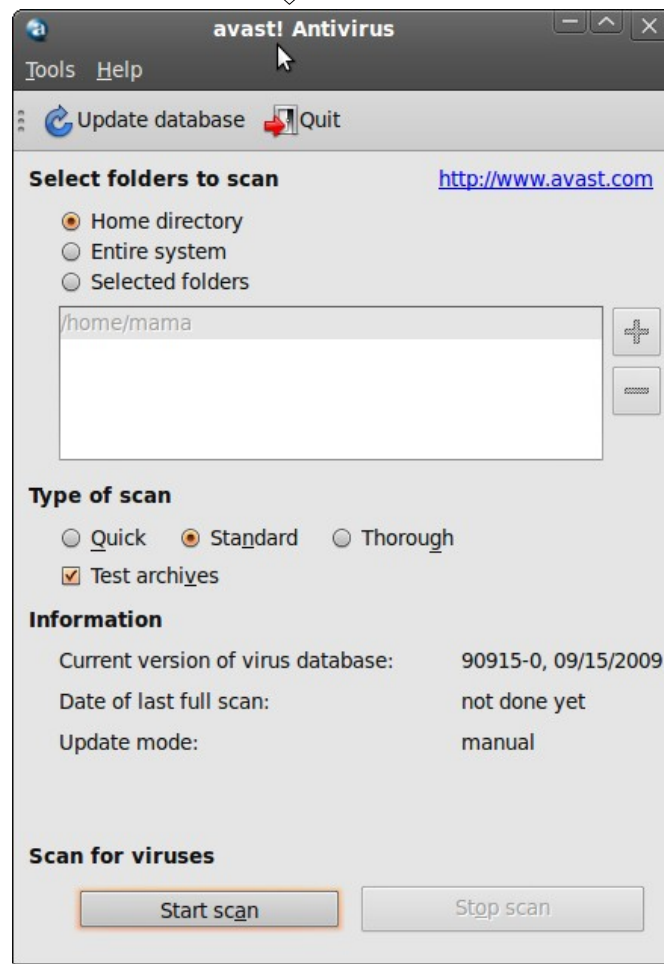 avast! Antivirus
Tools Help
Update database Quit
Select folders to scan http://www.avast.com
Home directory
Entire system
Selected folders
/home/mama
Type of scan
Quick Standard Thorough
Test archives
Information
Current version of virus database: 90915-0, 09/15/2009
Date of last full scan: not done yet
Update mode: manual
Scan for viruses
Start scan Stop scan